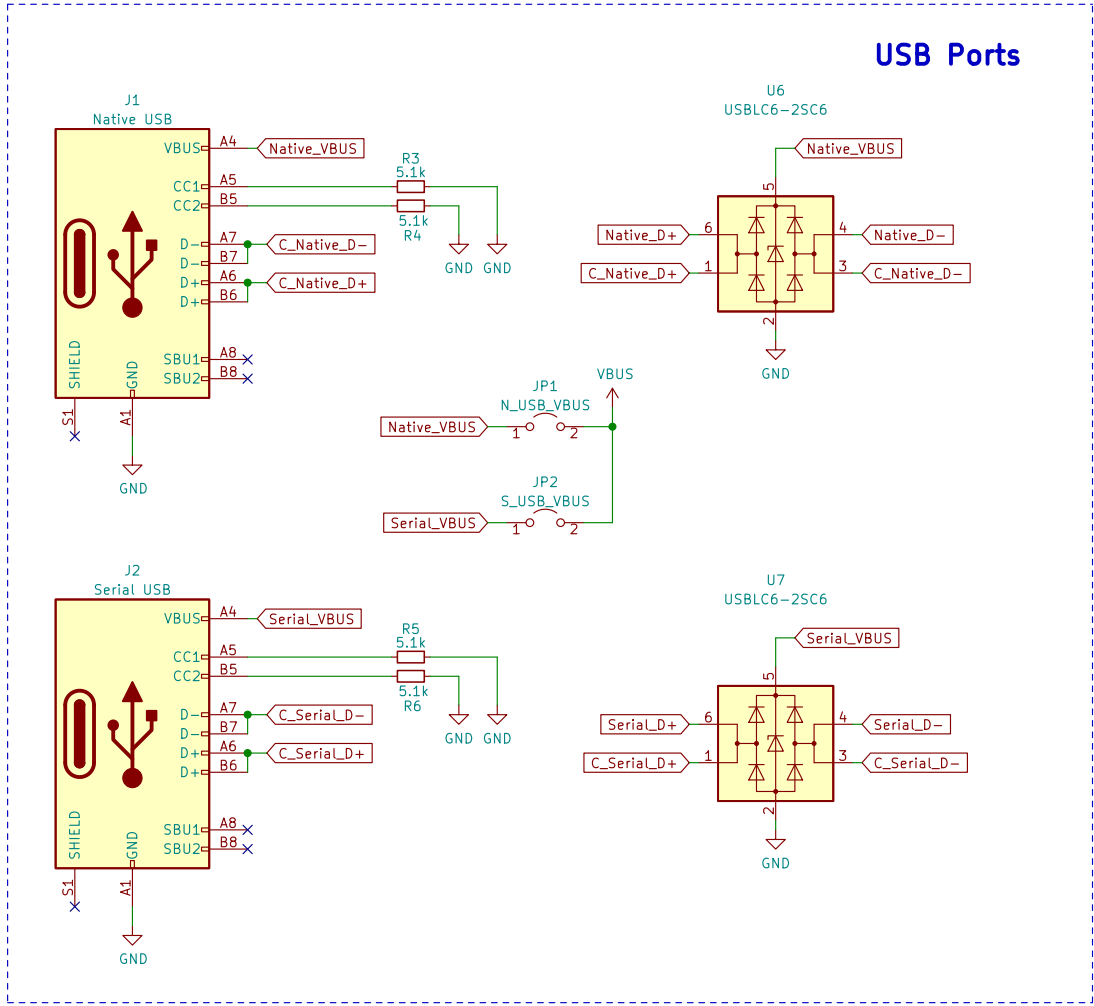 USB Ports
J1
Native USB
VBUS A4 Native_VBUS
CC1 A5
CC2 B5
R3
5.1k
5.1k
R4
D- A7 C_Native_D-
D- B7
D+ A6 C_Native_D+
D+ B6
GND GND
SBU1 A8
SBU2 B8
SHIELD
GND
S1
A1
GND
U6
USBLC6-2SC6
Native_VBUS
5
Native_D+ 6 4 Native_D-
C_Native_D+ 1 3 C_Native_D-
2
GND
VBUS
JP1
N_USB_VBUS
Native_VBUS 1 2
JP2
S_USB_VBUS
Serial_VBUS 1 2
J2
Serial USB
VBUS A4 Serial_VBUS
CC1 A5
CC2 B5
R5
5.1k
5.1k
R6
D- A7 C_Serial_D-
D- B7
D+ A6 C_Serial_D+
D+ B6
GND GND
SBU1 A8
SBU2 B8
SHIELD
GND
S1
A1
GND
U7
USBLC6-2SC6
Serial_VBUS
5
Serial_D+ 6 4 Serial_D-
C_Serial_D+ 1 3 C_Serial_D-
2
GND